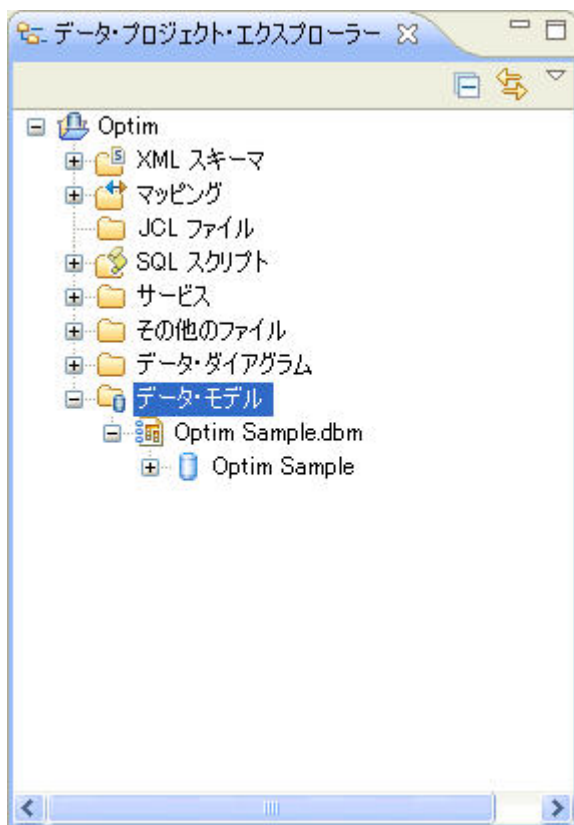 データ・プロジェクト・エクスプローラー
Optim
XML スキーマ
マッピング
JCL ファイル
SQL スクリプト
サービス
その他のファイル
データ・ダイアグラム
データ・モデル
Optim Sample.dbm
Optim Sample